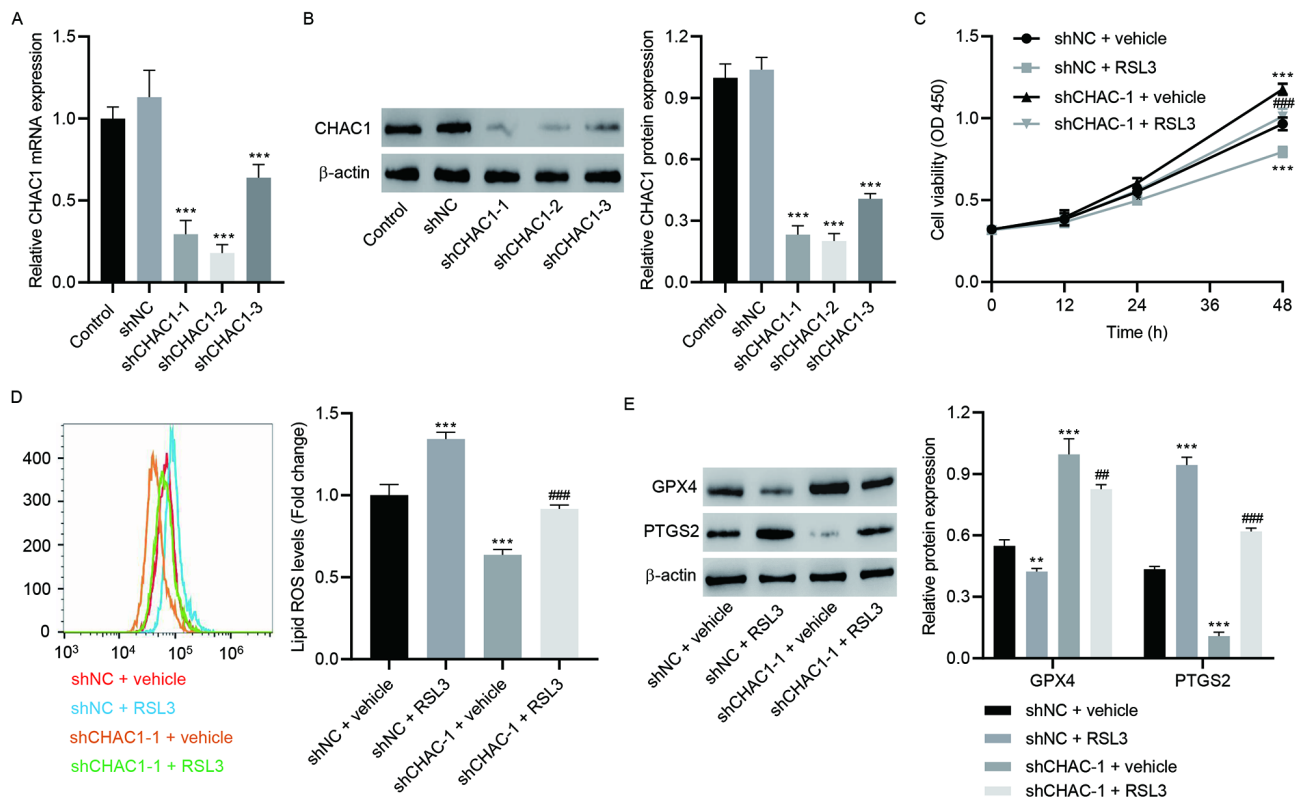 A
Relative CHAC1 mRNA expression
1.5
1.0
0.5
0.0
***
***
***
Control
shNC
shCHAC1-1
shCHAC1-2
shCHAC1-3
B
CHAC1
β-actin
Control
shNC
shCHAC1-1
shCHAC1-2
shCHAC1-3
Relative CHAC1 protein expression
1.2
0.9
0.6
0.3
0.0
***
***
***
Control
shNC
shCHAC1-1
shCHAC1-2
shCHAC1-3
C
Cell viability (OD 450)
1.5
1.0
0.5
0.0
shNC + vehicle
shNC + RSL3
shCHAC-1 + vehicle
shCHAC-1 + RSL3
***
###
***
*
0
12
24
36
48
Time (h)
D
400
300
200
100
0
10³
10⁴
10⁵
10⁶
shNC + vehicle
shNC + RSL3
shCHAC1-1 + vehicle
shCHAC1-1 + RSL3
Lipid ROS levels (Fold change)
1.5
1.0
0.5
0.0
***
***
###
shNC + vehicle
shNC + RSL3
shCHAC-1 + vehicle
shCHAC-1 + RSL3
E
GPX4
PTGS2
β-actin
shNC + vehicle
shNC + RSL3
shCHAC1-1 + vehicle
shCHAC1-1 + RSL3
Relative protein expression
1.2
0.9
0.6
0.3
0.0
**
***
##
***
***
###
GPX4
PTGS2
shNC + vehicle
shNC + RSL3
shCHAC-1 + vehicle
shCHAC-1 + RSL3